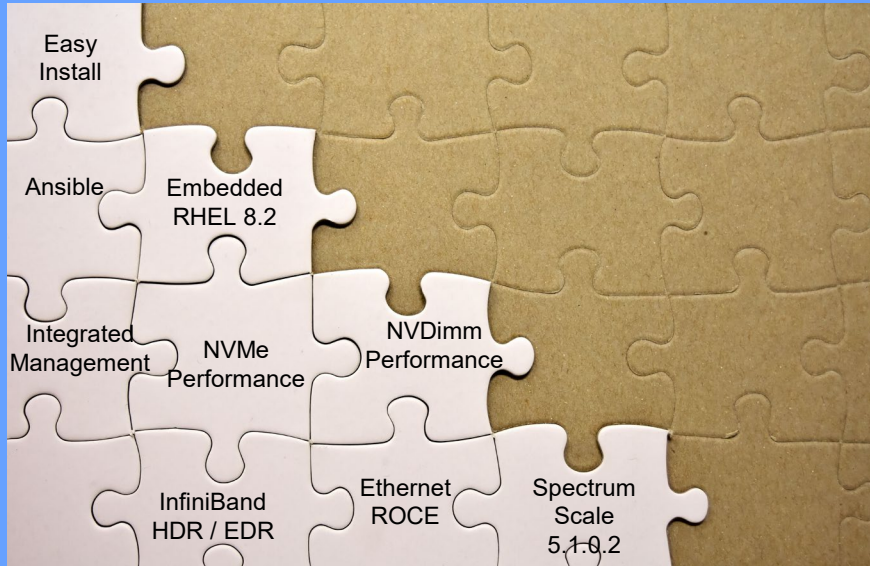 Easy
Install
Ansible
Embedded
RHEL 8.2
Integrated
Management
NVMe
Performance
NVDimm
Performance
InfiniBand
HDR / EDR
Ethernet
ROCE
Spectrum
Scale
5.1.0.2